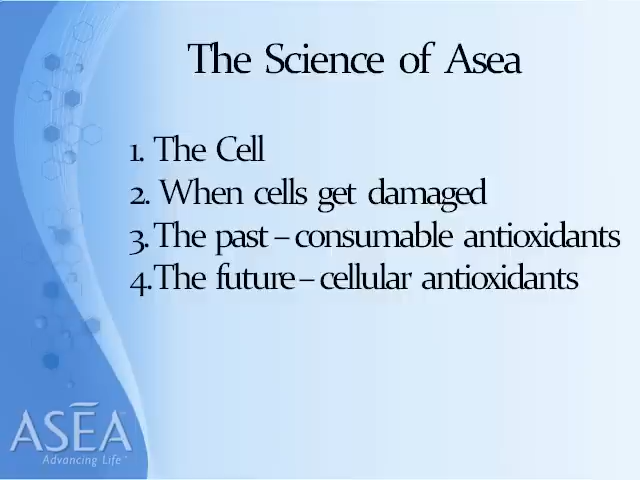 The Science of Asea
1. The Cell
2. When cells get damaged
3. The past – consumable antioxidants
4. The future – cellular antioxidants
ASEA
Advancing Life™